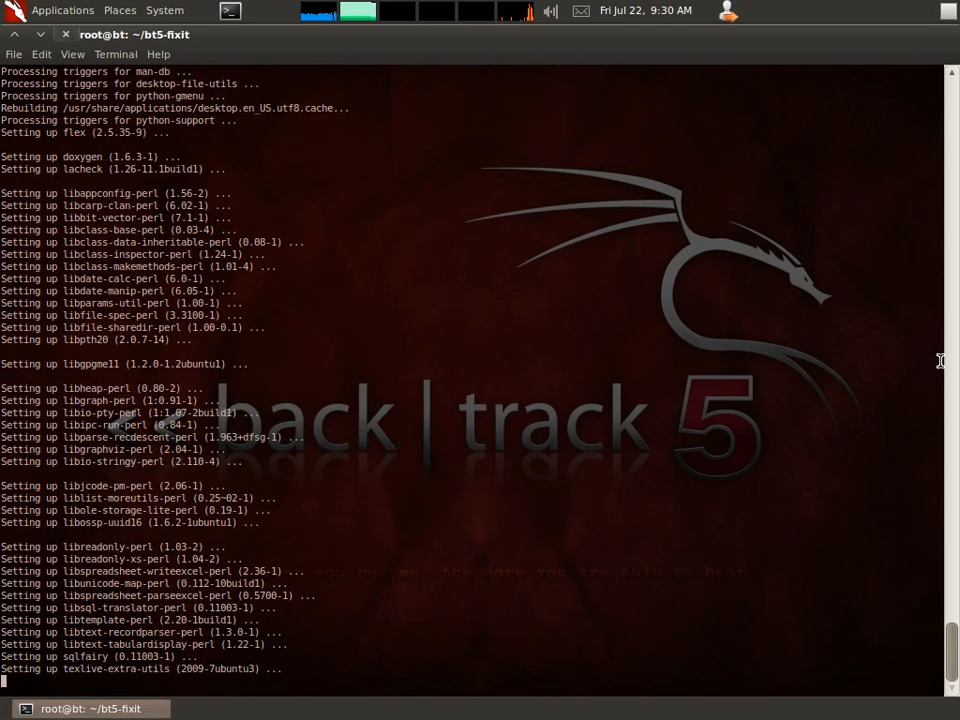 Applications Places System
Fri Jul 22, 9:30 AM
root@bt: ~/bt5-fixit
File Edit View Terminal Help
Processing triggers for man-db ...
Processing triggers for desktop-file-utils ...
Processing triggers for python-gmenu ...
Rebuilding /usr/share/applications/desktop.en_US.utf8.cache...
Processing triggers for python-support ...
Setting up flex (2.5.35-9) ...
Setting up doxygen (1.6.3-1) ...
Setting up lacheck (1.26-11.1build1) ...
Setting up libappconfig-perl (1.56-2) ...
Setting up libcarp-clan-perl (6.02-1) ...
Setting up libbit-vector-perl (7.1-1) ...
Setting up libclass-base-perl (0.03-4) ...
Setting up libclass-data-inheritable-perl (0.08-1) ...
Setting up libclass-inspector-perl (1.24-1) ...
Setting up libclass-makemethods-perl (1.01-4) ...
Setting up libdate-calc-perl (6.0-1) ...
Setting up libdate-manip-perl (6.05-1) ...
Setting up libparams-util-perl (1.00-1) ...
Setting up libfile-spec-perl (3.3100-1) ...
Setting up libfile-sharedir-perl (1.00-0.1) ...
Setting up libpth20 (2.0.7-14) ...
Setting up libgpgme11 (1.2.0-1.2ubuntu1) ...
Setting up libheap-perl (0.80-2) ...
Setting up libgraph-perl (1:0.91-1) ...
Setting up libio-pty-perl (1:1.07-2build1) ...
Setting up libipc-run-perl (0.84-1) ...
Setting up libparse-recdescent-perl (1.963+dfsg-1) ...
Setting up libgraphviz-perl (2.04-1) ...
Setting up libio-stringy-perl (2.110-4) ...
<< back | track 5
Setting up libjcode-pm-perl (2.06-1) ...
Setting up liblist-moreutils-perl (0.25~02-1) ...
Setting up libole-storage-lite-perl (0.19-1) ...
Setting up libossp-uuid16 (1.6.2-1ubuntu1) ...
Setting up libreadonly-perl (1.03-2) ...
Setting up libreadonly-xs-perl (1.04-2) ...
Setting up libspreadsheet-writeexcel-perl (2.36-1) ...
you become, the more you are able to hear
Setting up libunicode-map-perl (0.112-10build1) ...
Setting up libspreadsheet-parseexcel-perl (0.5700-1) ...
Setting up libsql-translator-perl (0.11003-1) ...
Setting up libtemplate-perl (2.20-1build1) ...
Setting up libtext-recordparser-perl (1.3.0-1) ...
Setting up libtext-tabulardisplay-perl (1.22-1) ...
Setting up sqlfairy (0.11003-1) ...
Setting up texlive-extra-utils (2009-7ubuntu3) ...
root@bt: ~/bt5-fixit